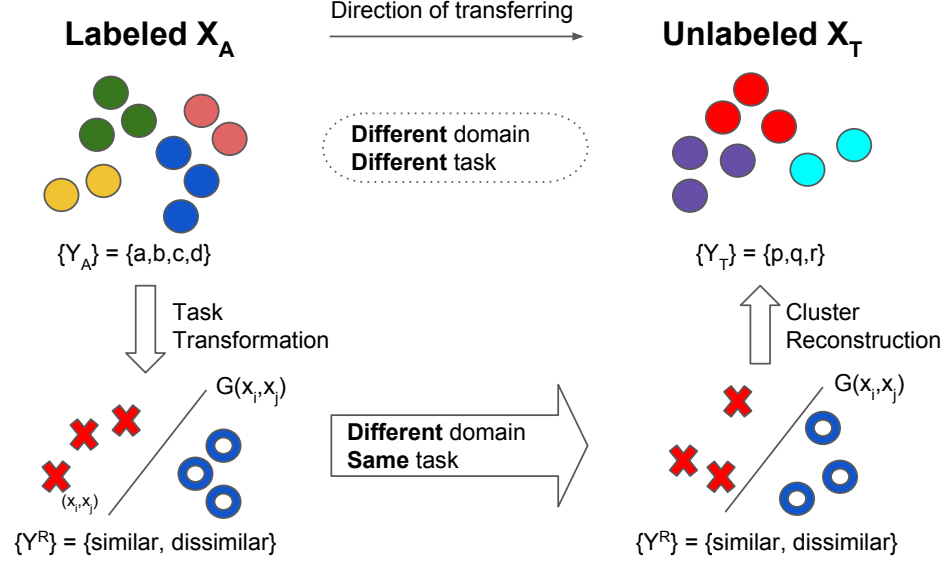 Direction of transferring
Labeled X_A
Unlabeled X_T
Different domain
Different task
{Y_A} = {a,b,c,d}
{Y_T} = {p,q,r}
Task
Transformation
Cluster
Reconstruction
G(x_i,x_j)
G(x_i,x_j)
Different domain
Same task
(x_i,x_j)
{Y^R} = {similar, dissimilar}
{Y^R} = {similar, dissimilar}